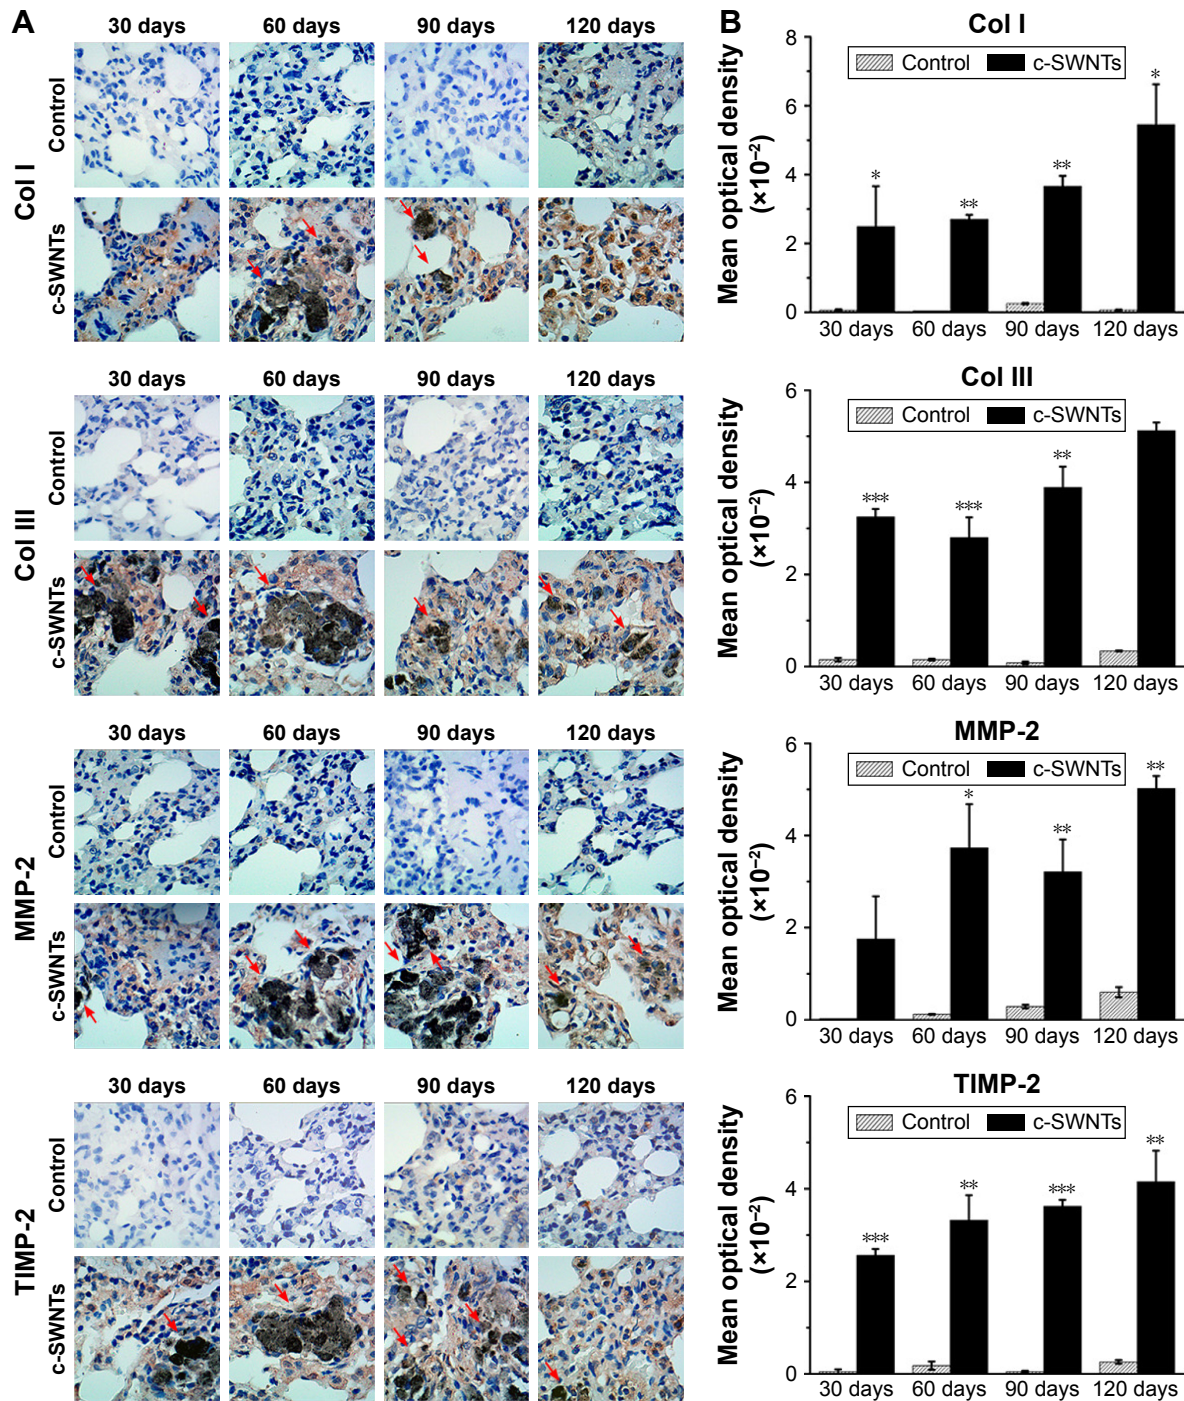 A
30 days 60 days 90 days 120 days
Col I
Control
c-SWNTs
30 days 60 days 90 days 120 days
Col III
Control
c-SWNTs
30 days 60 days 90 days 120 days
MMP-2
Control
c-SWNTs
30 days 60 days 90 days 120 days
TIMP-2
Control
c-SWNTs
B
Col I
Control c-SWNTs
Mean optical density
(×10⁻²)
8
6
4
2
0
* ** ** *
30 days 60 days 90 days 120 days
Col III
Control c-SWNTs
Mean optical density
(×10⁻²)
6
4
2
0
*** *** **
30 days 60 days 90 days 120 days
MMP-2
Control c-SWNTs
Mean optical density
(×10⁻²)
6
4
2
0
* ** **
30 days 60 days 90 days 120 days
TIMP-2
Control c-SWNTs
Mean optical density
(×10⁻²)
6
4
2
0
*** ** *** **
30 days 60 days 90 days 120 days